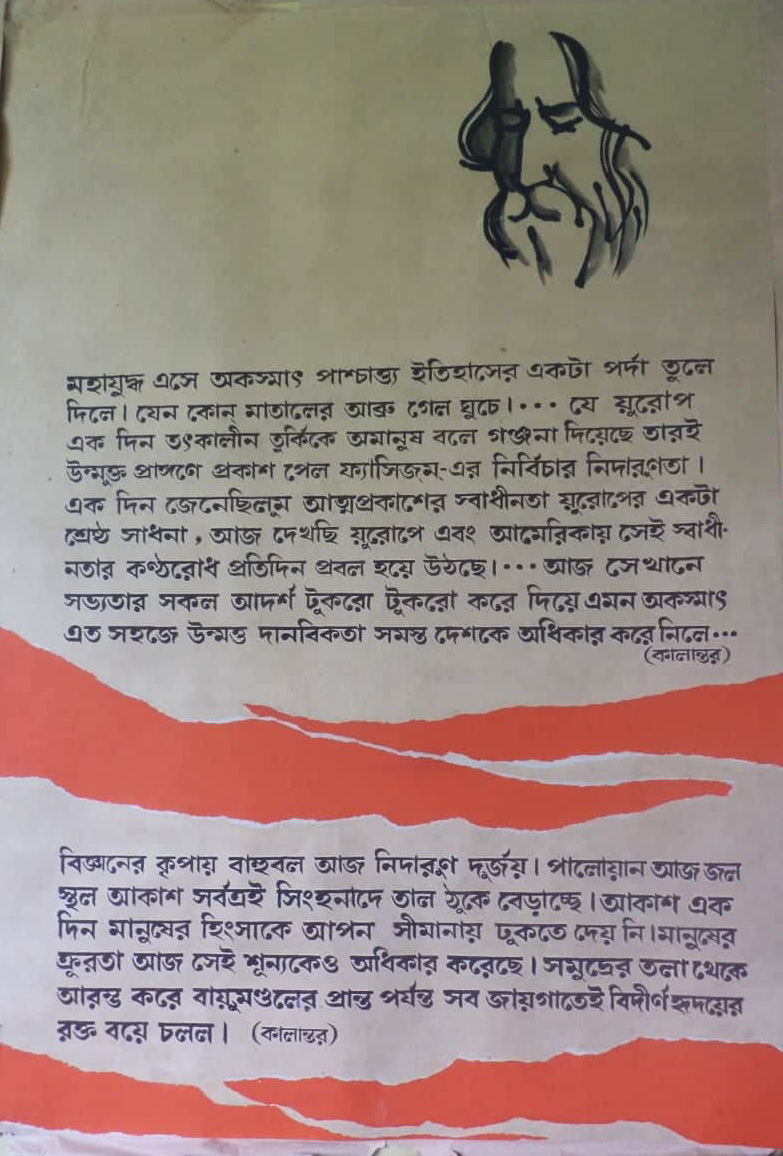 মহাযুদ্ধ এসে অকস্মাৎ পাশ্চাত্ত্য ইতিহাসের একটা পর্দা তুলে
দিলে। যেন কোন্ মাতালের আব্রু গেল ঘুচে।... যে য়ুরোপ
এক দিন তৎকালীন তুর্কিকে অমানুষ বলে গঞ্জনা দিয়েছে তারই
উন্মুক্ত প্রাঙ্গণে প্রকাশ পেল ফ্যাসিজম্-এর নির্বিচার নিদারুণতা।
এক দিন জেনেছিলুম আত্মপ্রকাশের স্বাধীনতা য়ুরোপের একটা
শ্রেষ্ঠ সাধনা, আজ দেখছি য়ুরোপে এবং আমেরিকায় সেই স্বাধী-
নতার কণ্ঠরোধ প্রতিদিন প্রবল হয়ে উঠছে।... আজ সেখানে
সভ্যতার সকল আদর্শ টুকরো টুকরো করে দিয়ে এমন অকস্মাৎ
এত সহজে উন্মত্ত দানবিকতা সমস্ত দেশকে অধিকার করে নিলে...
(কালান্তর)
বিজ্ঞানের কৃপায় বাহুবল আজ নিদারুণ দুর্জয়। পালোয়ান আজ জল
স্থল আকাশ সর্বত্রই সিংহনাদে তাল ঠুকে বেড়াচ্ছে। আকাশ এক
দিন মানুষের হিংসাকে আপন সীমানায় ঢুকতে দেয় নি। মানুষের
ক্রূরতা আজ সেই শূন্যকেও অধিকার করেছে। সমুদ্রের তলা থেকে
আরম্ভ করে বায়ুমণ্ডলের প্রান্ত পর্যন্ত সব জায়গাতেই বিদীর্ণ হৃদয়ের
রক্ত বয়ে চলল। (কালান্তর)